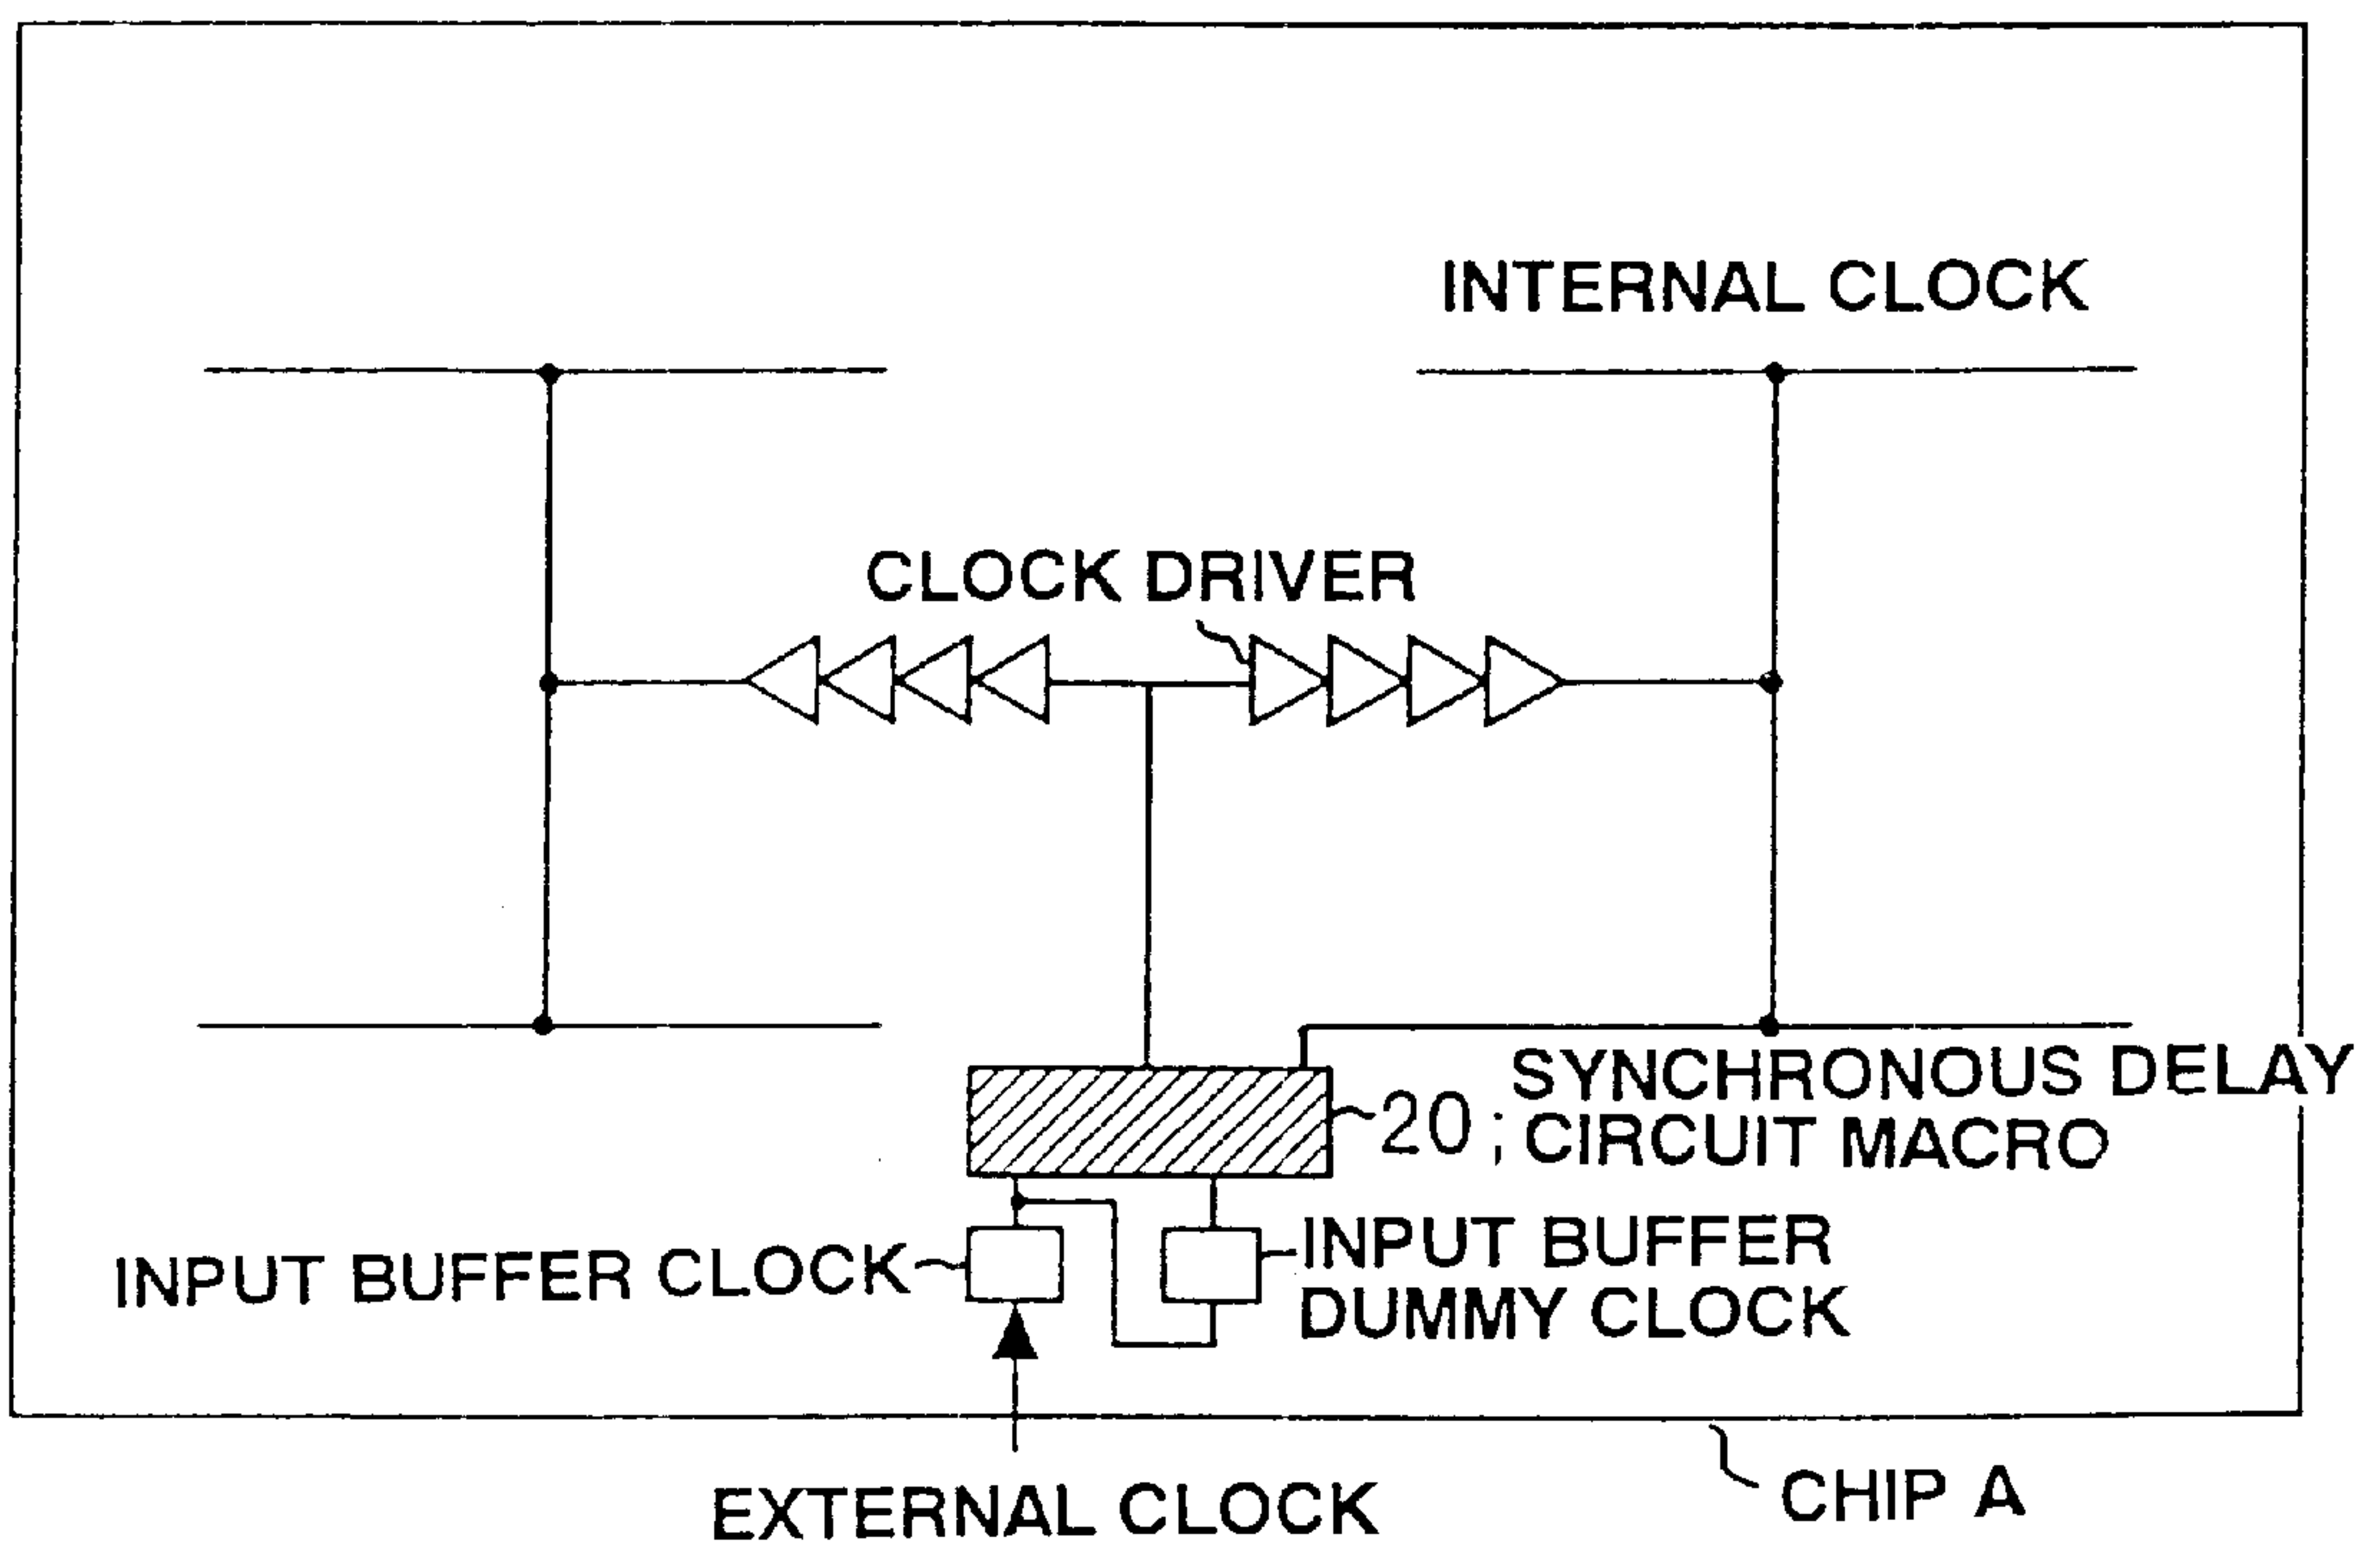 INTERNAL CLOCK
CLOCK DRIVER
SYNCHRONOUS DELAY
20 ; CIRCUIT MACRO
INPUT BUFFER CLOCK
INPUT BUFFER
DUMMY CLOCK
EXTERNAL CLOCK
CHIP A